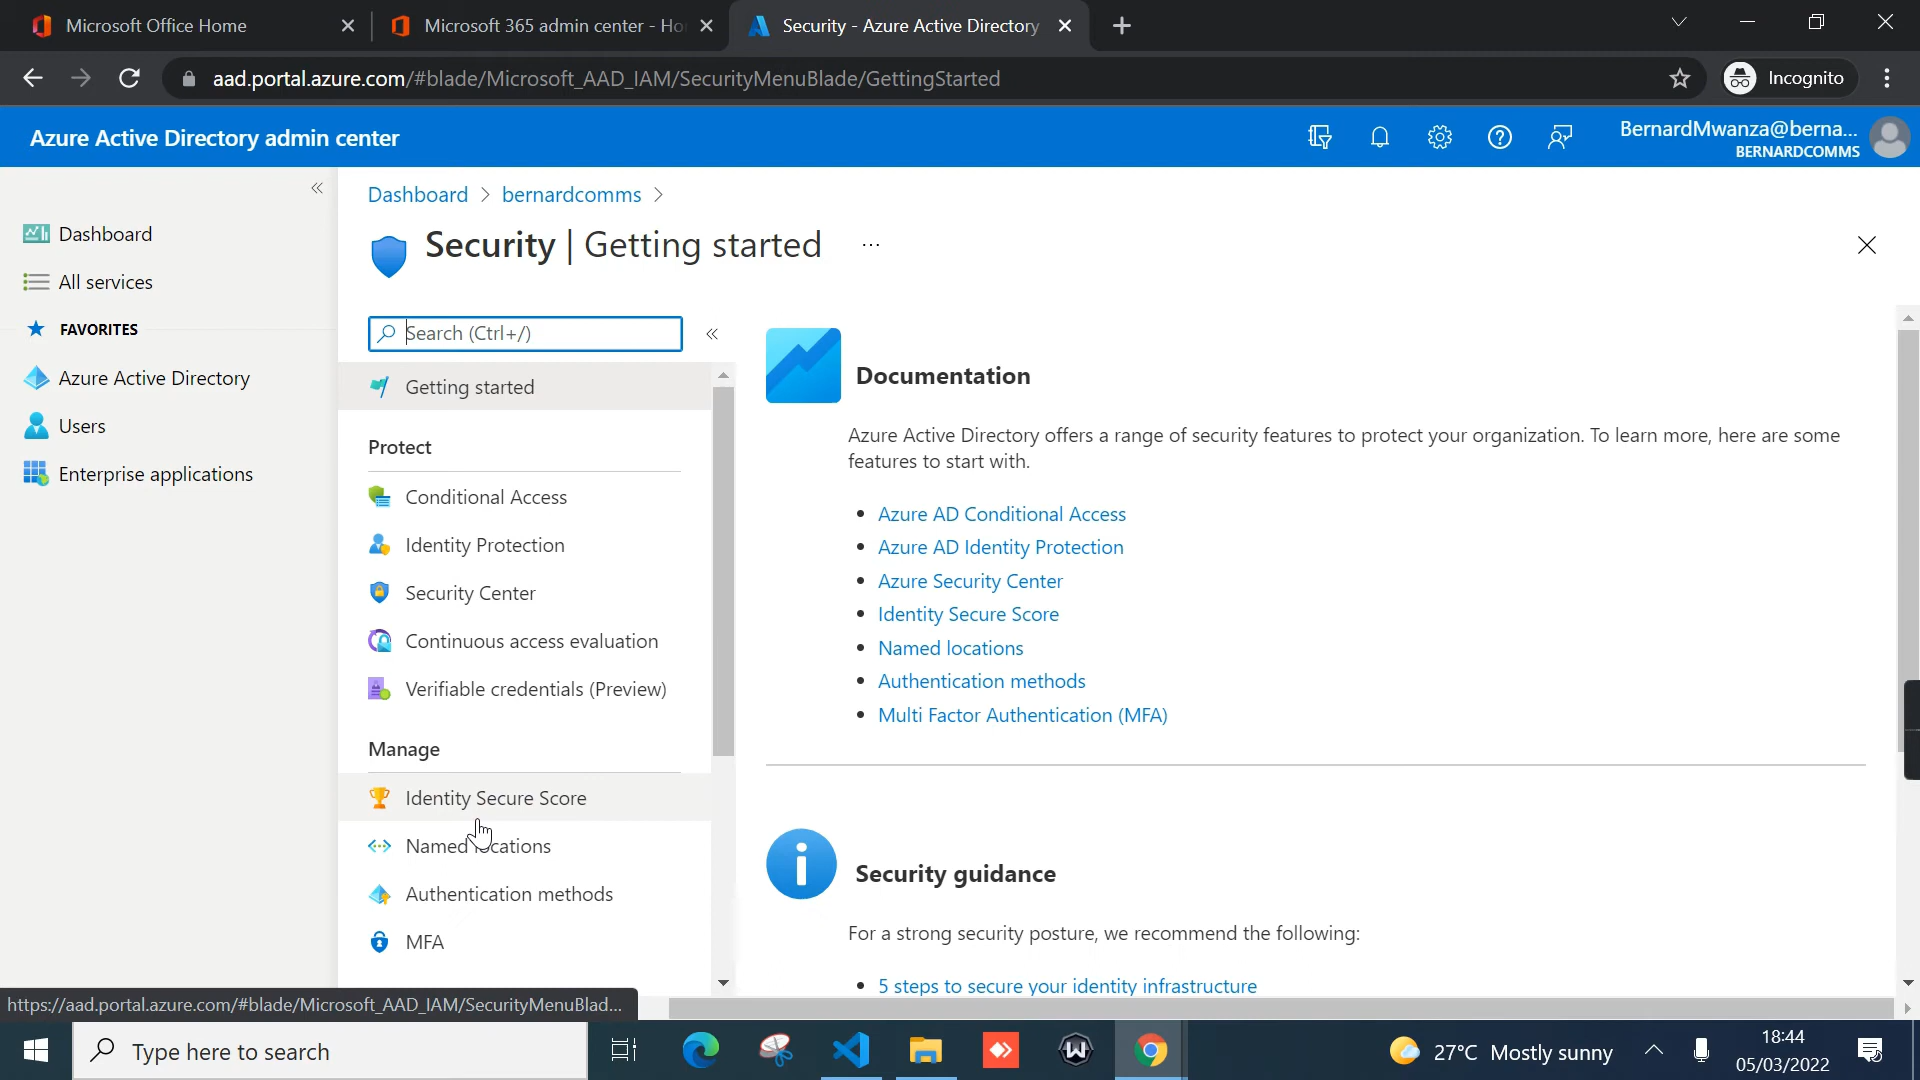 Microsoft Office Home
Microsoft 365 admin center - Ho
Security - Azure Active Directory
aad.portal.azure.com/#blade/Microsoft_AAD_IAM/SecurityMenuBlade/GettingStarted
Incognito
Azure Active Directory admin center
BernardMwanza@berna...
BERNARDCOMMS
Dashboard
All services
FAVORITES
Azure Active Directory
Users
Enterprise applications
Dashboard > bernardcomms >
Security | Getting started
...
Search (Ctrl+/)
Getting started
Protect
Conditional Access
Identity Protection
Security Center
Continuous access evaluation
Verifiable credentials (Preview)
Manage
Identity Secure Score
Named locations
Authentication methods
MFA
Documentation
Azure Active Directory offers a range of security features to protect your organization. To learn more, here are some
features to start with.
• Azure AD Conditional Access
• Azure AD Identity Protection
• Azure Security Center
• Identity Secure Score
• Named locations
• Authentication methods
• Multi Factor Authentication (MFA)
Security guidance
For a strong security posture, we recommend the following:
• 5 steps to secure your identity infrastructure
https://aad.portal.azure.com/#blade/Microsoft_AAD_IAM/SecurityMenuBlad...
Type here to search
27°C Mostly sunny
18:44
05/03/2022